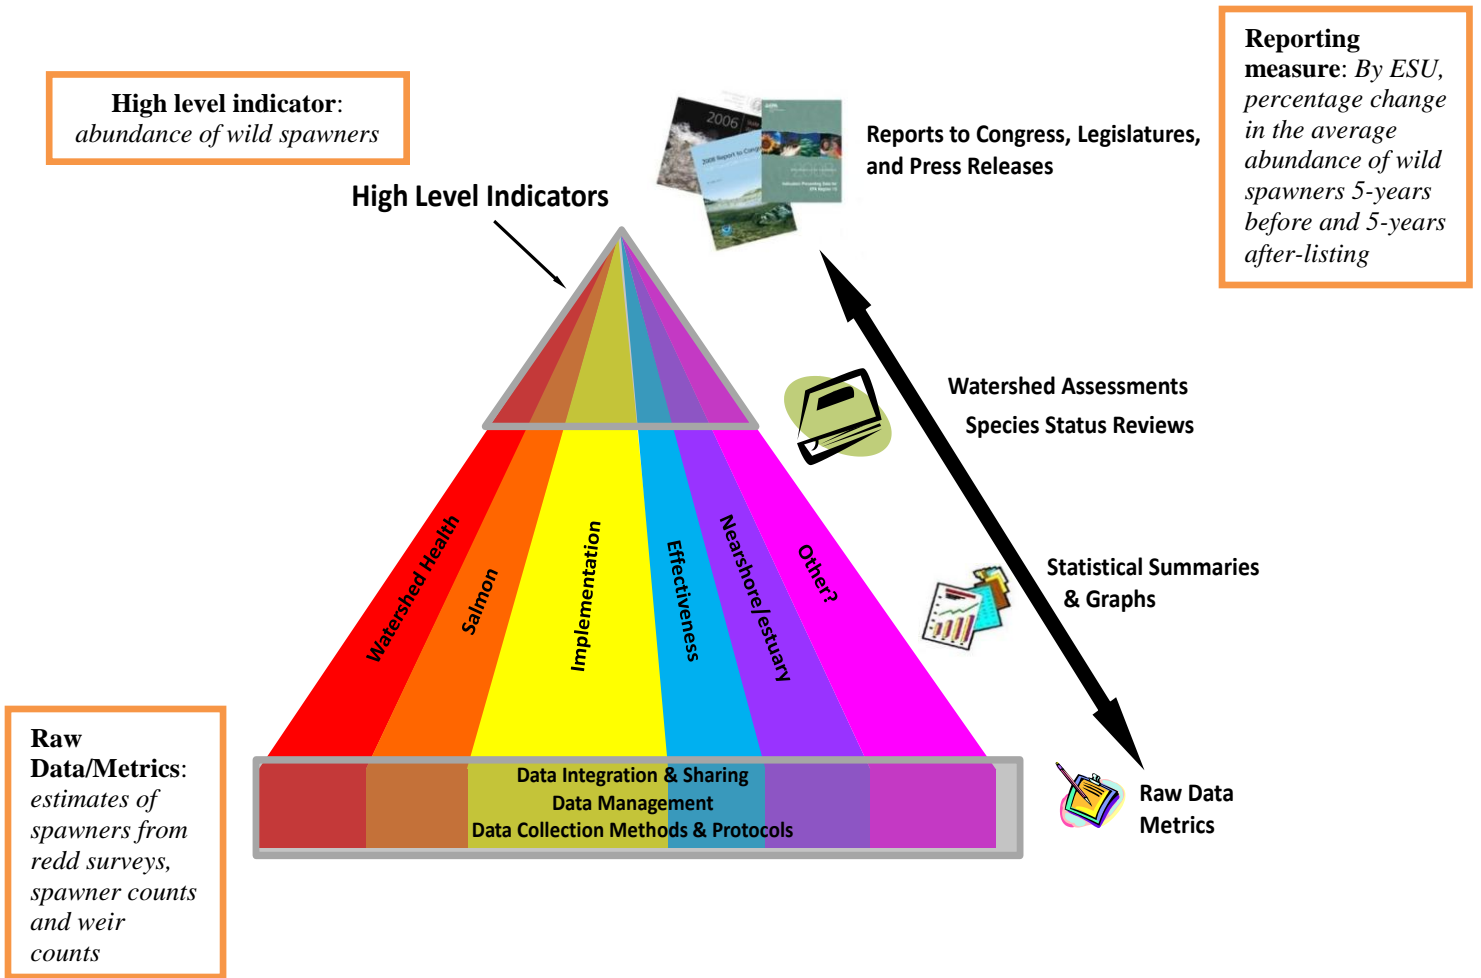 High level indicator:
abundance of wild spawners
Reporting
measure: By ESU,
percentage change
in the average
abundance of wild
spawners 5-years
before and 5-years
after-listing
2006
2008 Report to Congress
Reports to Congress, Legislatures,
and Press Releases
High Level Indicators
Watershed Assessments
Species Status Reviews
Statistical Summaries
& Graphs
Watershed Health
Salmon
Implementation
Effectiveness
Nearshore/estuary
Other?
Raw
Data/Metrics:
estimates of
spawners from
redd surveys,
spawner counts
and weir
counts
Data Integration & Sharing
Data Management
Data Collection Methods & Protocols
Raw Data
Metrics